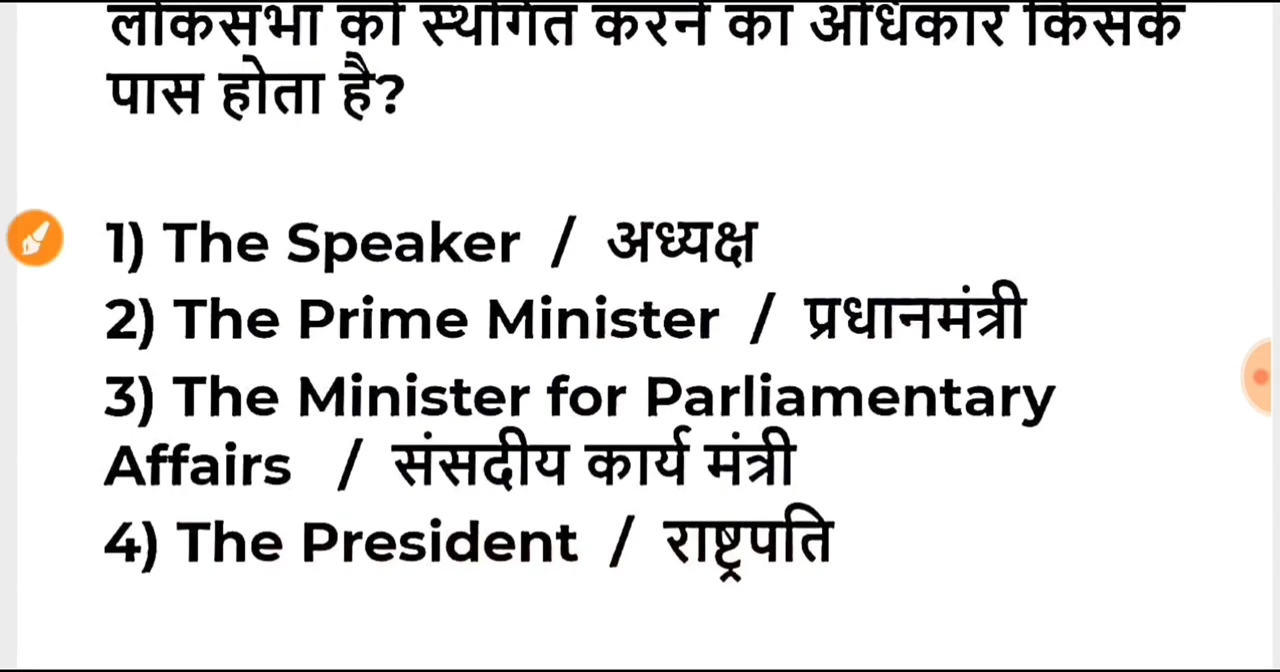 लोकसभा को स्थगित करने का अधिकार किसके
पास होता है?
1) The Speaker / अध्यक्ष
2) The Prime Minister / प्रधानमंत्री
3) The Minister for Parliamentary
Affairs / संसदीय कार्य मंत्री
4) The President / राष्ट्रपति